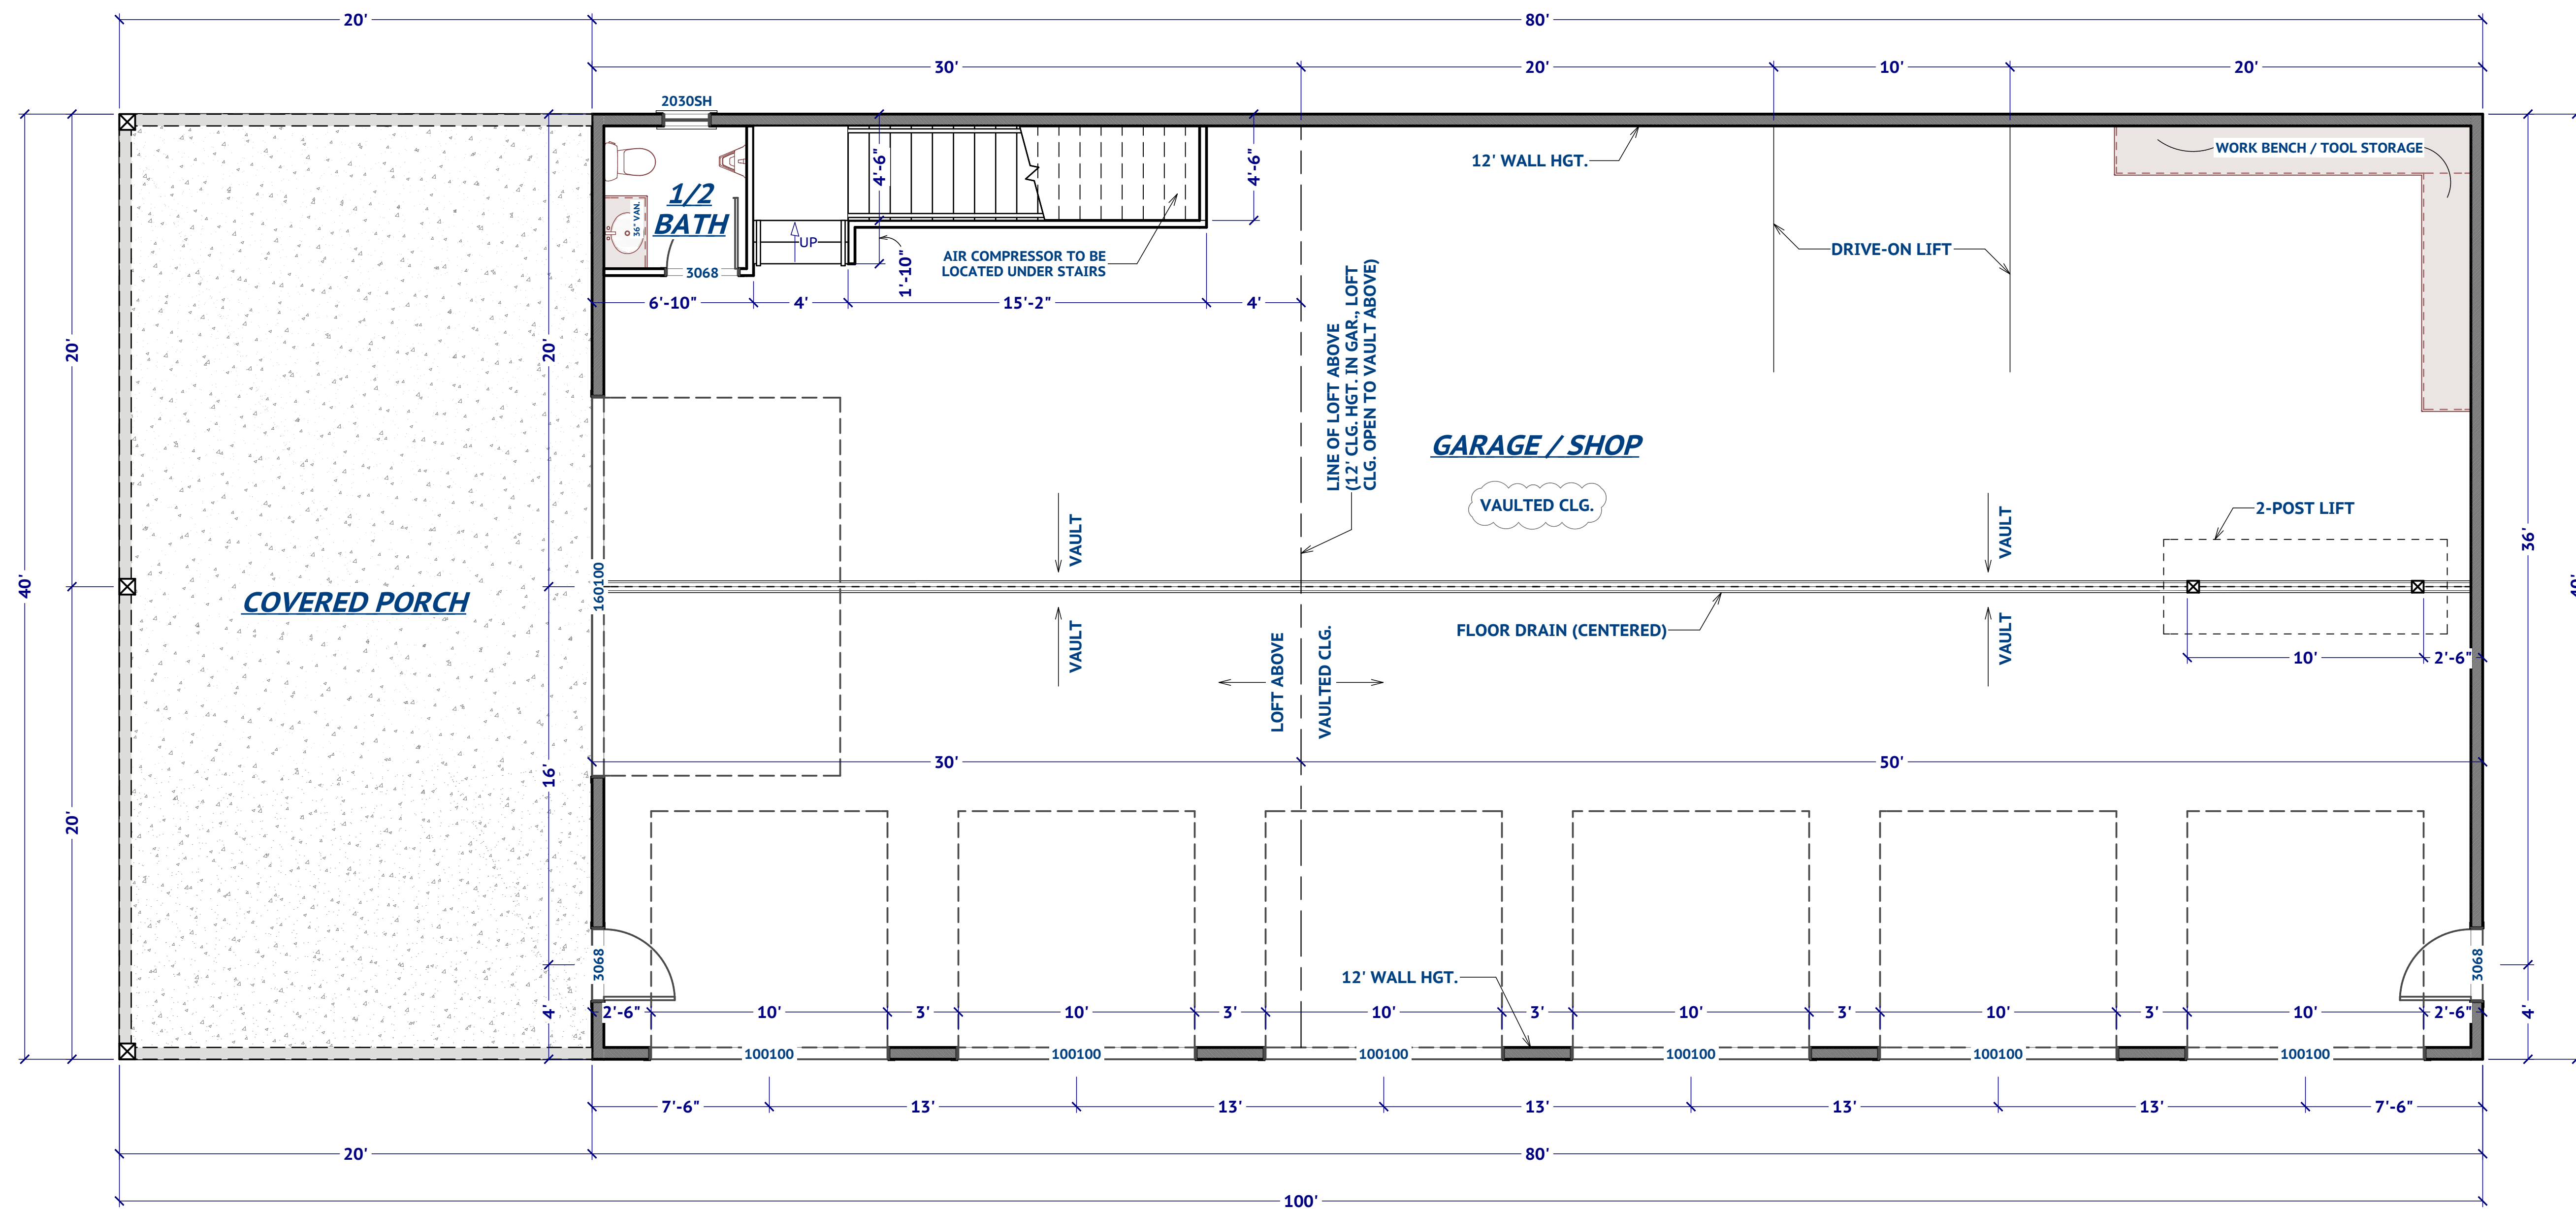 20'
80'
30'
20'
10'
20'
2030SH
1/2
BATH
36" VAN.
3068
UP
4'-6"
1'-10"
4'-6"
AIR COMPRESSOR TO BE
LOCATED UNDER STAIRS
6'-10"
4'
15'-2"
4'
12' WALL HGT.
DRIVE-ON LIFT
WORK BENCH / TOOL STORAGE
LINE OF LOFT ABOVE
(12' CLG. HGT. IN GAR., LOFT
CLG. OPEN TO VAULT ABOVE)
GARAGE / SHOP
VAULTED CLG.
2-POST LIFT
VAULT
VAULT
20'
20'
40'
COVERED PORCH
160100
36'
40'
FLOOR DRAIN (CENTERED)
VAULT
VAULT
LOFT ABOVE
VAULTED CLG.
10'
2'-6"
30'
50'
16'
20'
3068
3068
12' WALL HGT.
4'
2'-6"
10'
3'
10'
3'
10'
3'
10'
3'
10'
3'
10'
2'-6"
4'
100100
100100
100100
100100
100100
100100
7'-6"
13'
13'
13'
13'
13'
7'-6"
20'
80'
100'